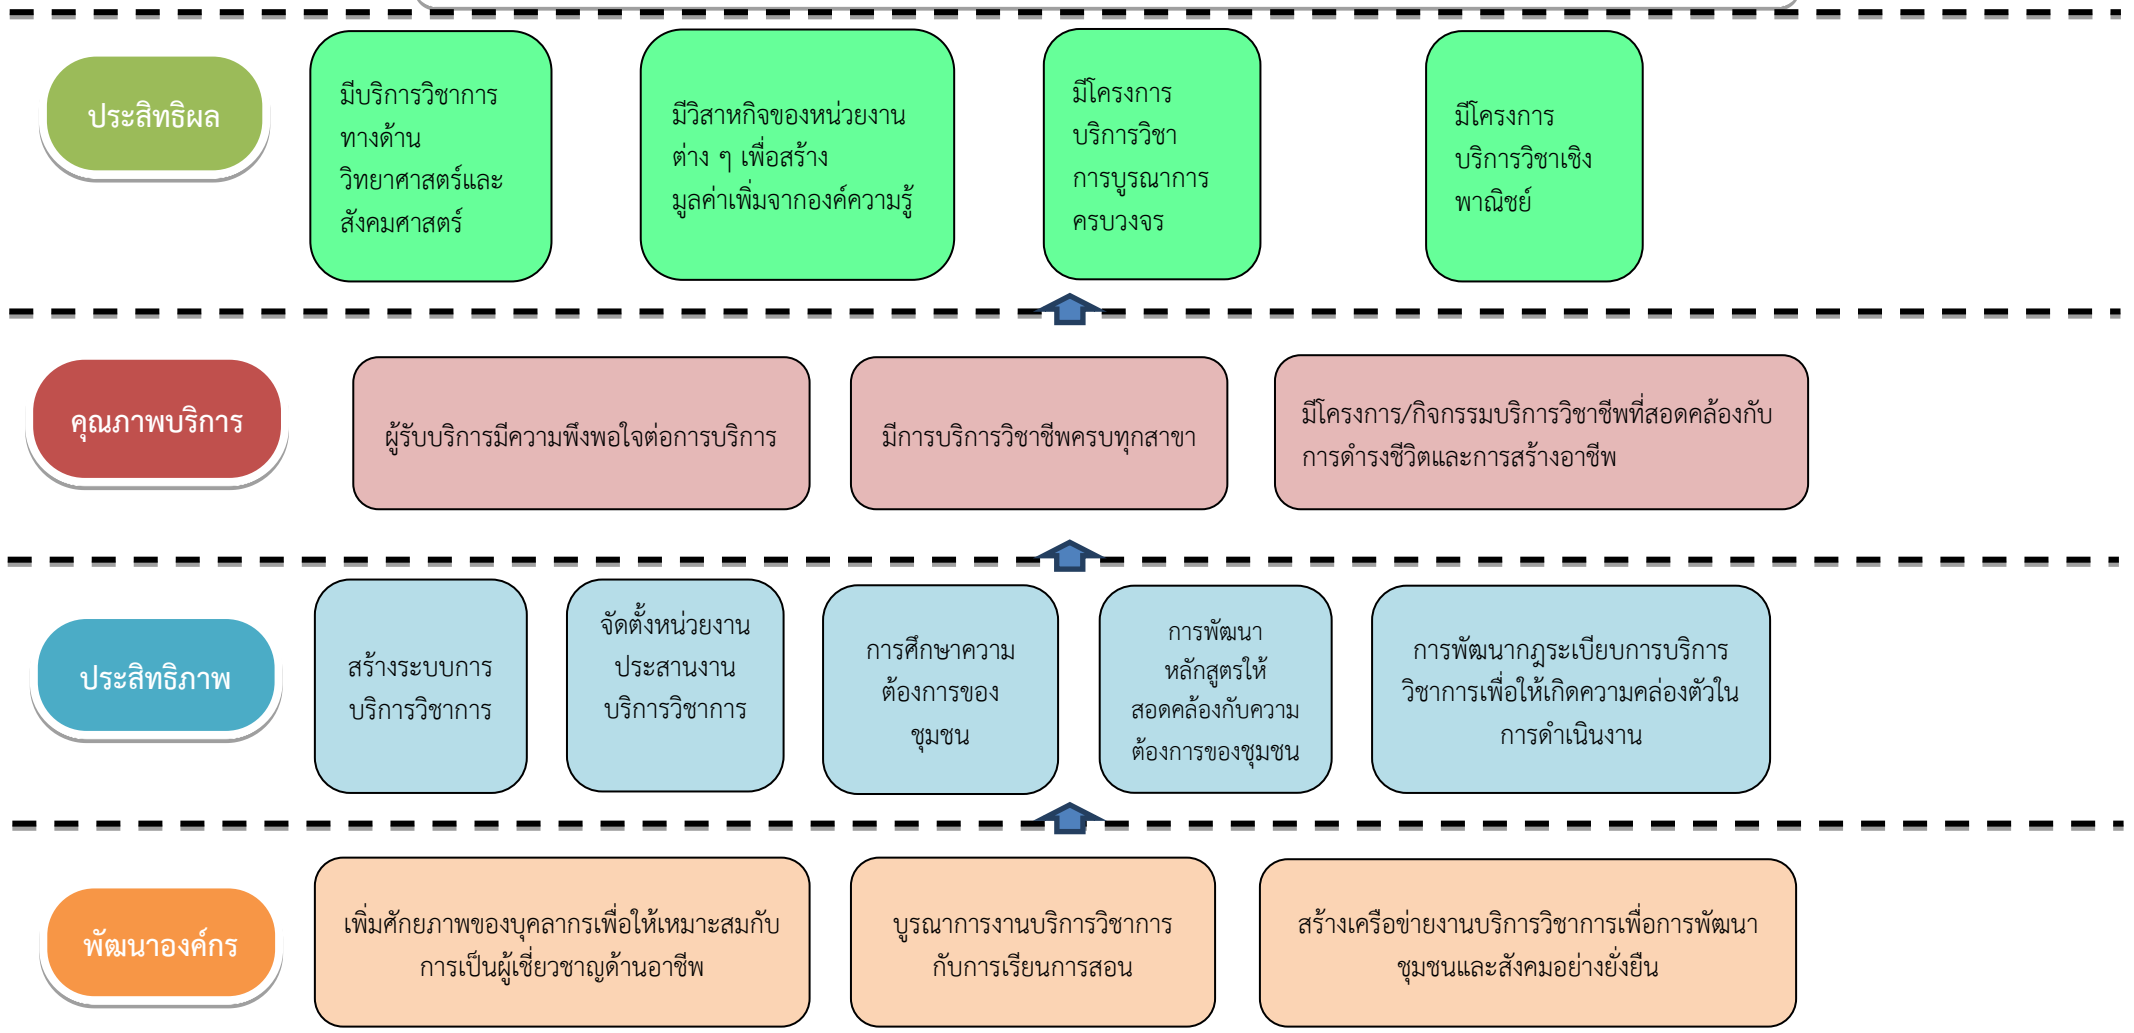 ประสิทธิผล
มีบริการวิชาการ
ทางด้าน
วิทยาศาสตร์และ
สังคมศาสตร์
มีวิสาหกิจของหน่วยงาน
ต่าง ๆ เพื่อสร้าง
มูลค่าเพิ่มจากองค์ความรู้
มีโครงการ
บริการวิชา
การบูรณาการ
ครบวงจร
มีโครงการ
บริการวิชาเชิง
พาณิชย์
คุณภาพบริการ
ผู้รับบริการมีความพึงพอใจต่อการบริการ
มีการบริการวิชาชีพครบทุกสาขา
มีโครงการ/กิจกรรมบริการวิชาชีพที่สอดคล้องกับ
การดำรงชีวิตและการสร้างอาชีพ
ประสิทธิภาพ
สร้างระบบการ
บริการวิชาการ
จัดตั้งหน่วยงาน
ประสานงาน
บริการวิชาการ
การศึกษาความ
ต้องการของ
ชุมชน
การพัฒนา
หลักสูตรให้
สอดคล้องกับความ
ต้องการของชุมชน
การพัฒนากฎระเบียบการบริการ
วิชาการเพื่อให้เกิดความคล่องตัวใน
การดำเนินงาน
พัฒนาองค์กร
เพิ่มศักยภาพของบุคลากรเพื่อให้เหมาะสมกับ
การเป็นผู้เชี่ยวชาญด้านอาชีพ
บูรณาการงานบริการวิชาการ
กับการเรียนการสอน
สร้างเครือข่ายงานบริการวิชาการเพื่อการพัฒนา
ชุมชนและสังคมอย่างยั่งยืน